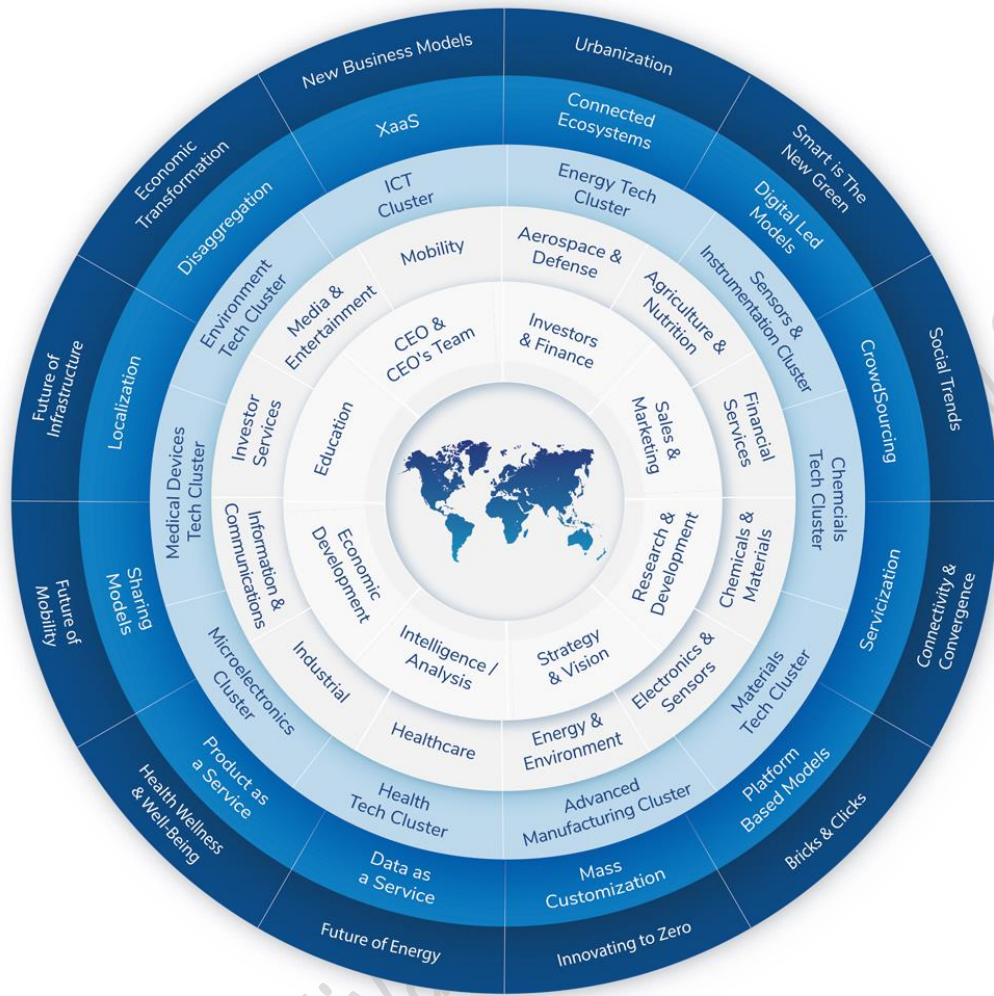 New Business Models
Urbanization
Smart is The
New Green
Social Trends
Connectivity &
Convergence
Bricks & Clicks
Innovating to Zero
Future of Energy
Health Wellness
& Well-Being
Future of
Mobility
Future of
Infrastructure
Economic
Transformation
XaaS
Connected
Ecosystems
Digital Led
Models
CrowdSourcing
Servicization
Platform
Based Models
Mass
Customization
Data as
a Service
Product as
a Service
Sharing
Models
Localization
Disaggregation
ICT
Cluster
Energy Tech
Cluster
Sensors &
Instrumentation Cluster
Chemcials
Tech Cluster
Materials
Tech Cluster
Advanced
Manufacturing Cluster
Health
Tech Cluster
Microelectronics
Cluster
Medical Devices
Tech Cluster
Environment
Tech Cluster
Mobility
Aerospace &
Defense
Agriculture &
Nutrition
Financial
Services
Chemicals &
Materials
Electronics &
Sensors
Energy &
Environment
Healthcare
Industrial
Information &
Communications
Investor
Services
Media &
Entertainment
CEO &
CEO's Team
Investors
& Finance
Sales &
Marketing
Research &
Development
Strategy
& Vision
Intelligence /
Analysis
Economic
Development
Education